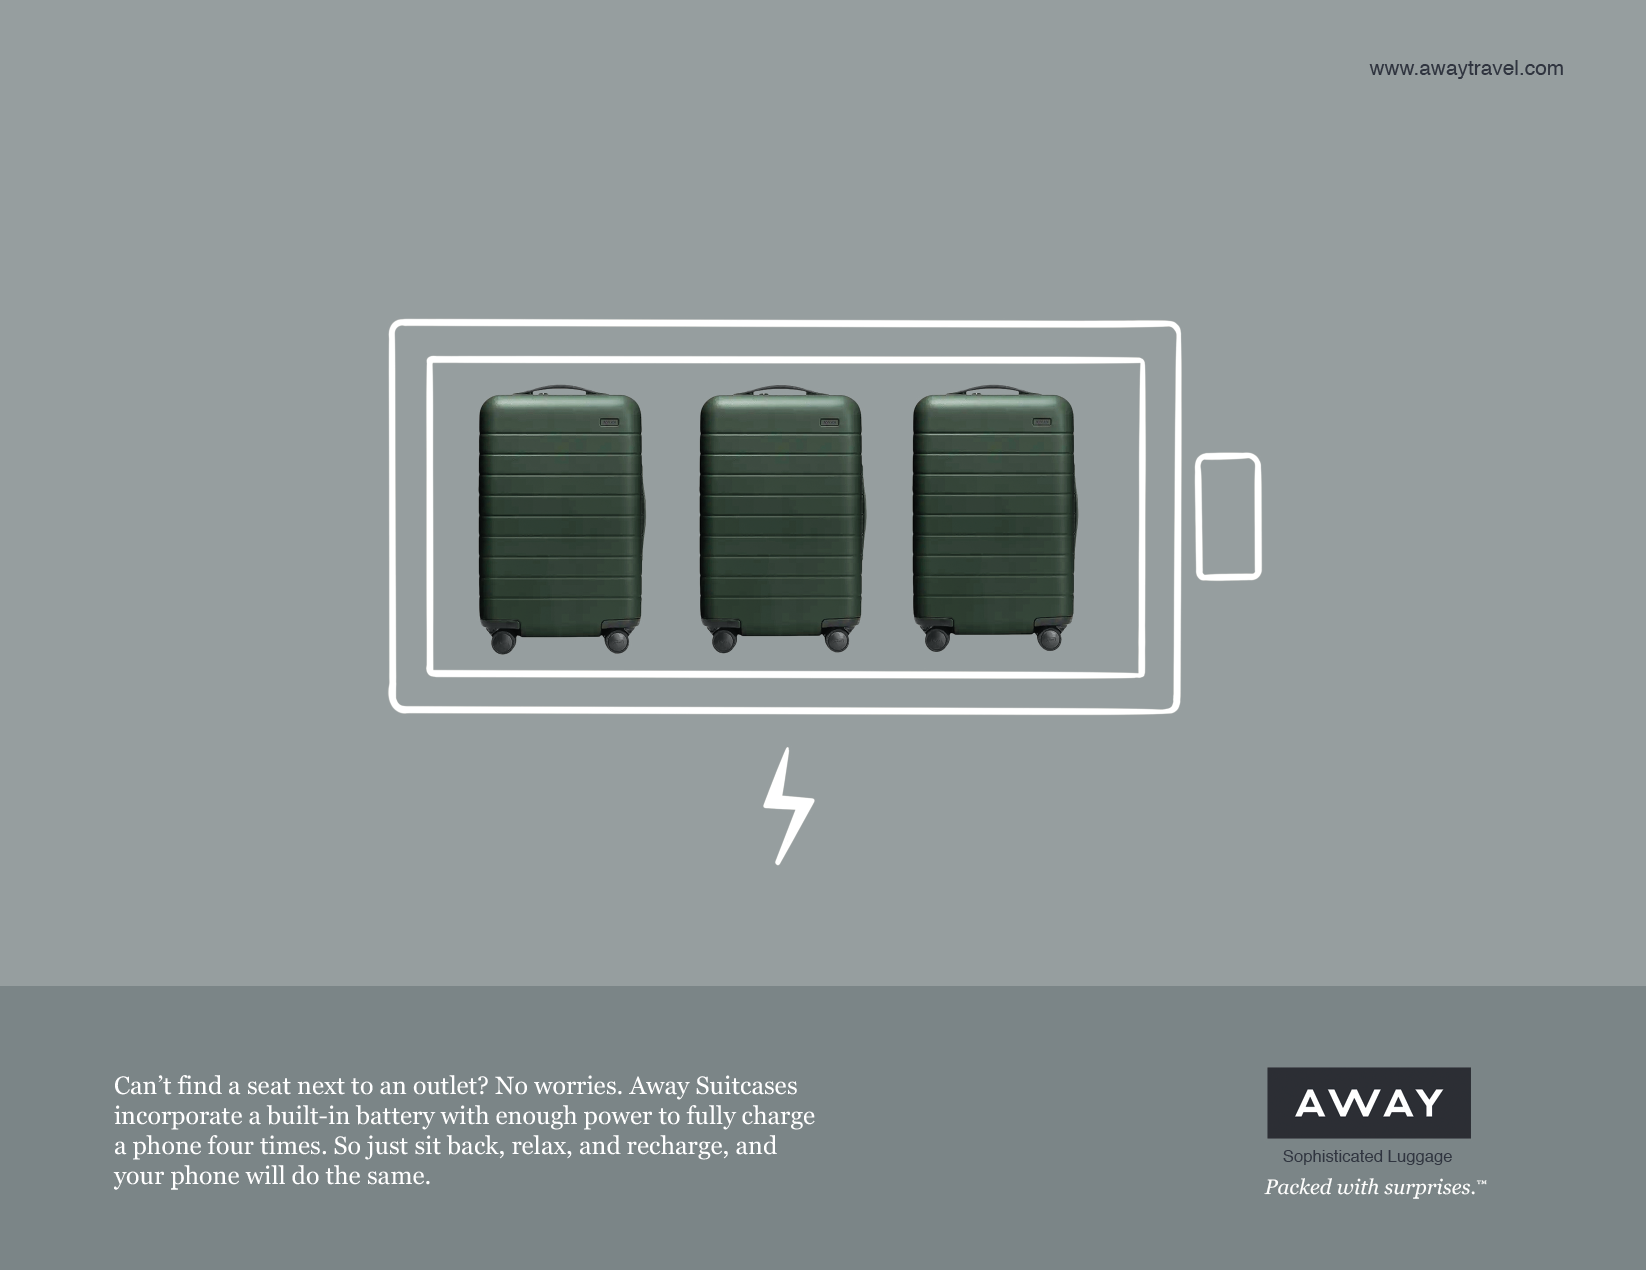 www.awaytravel.com
Can’t find a seat next to an outlet? No worries. Away Suitcases
incorporate a built-in battery with enough power to fully charge
a phone four times. So just sit back, relax, and recharge, and
your phone will do the same.
AWAY
Sophisticated Luggage
Packed with surprises.™